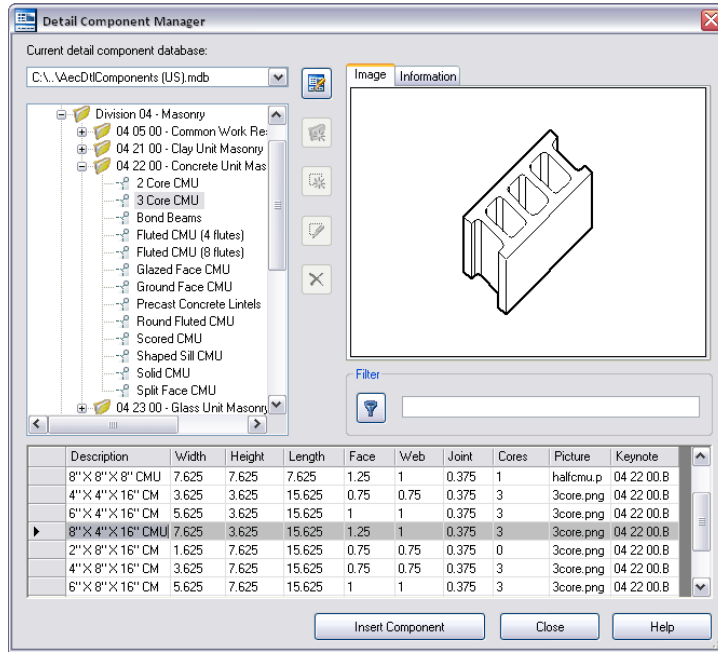 Detail Component Manager
Current detail component database:
C:\..\AecDtlComponents (US).mdb
Image Information
Division 04 - Masonry
04 05 00 - Common Work Re
04 21 00 - Clay Unit Masonry
04 22 00 - Concrete Unit Mas
2 Core CMU
3 Core CMU
Bond Beams
Fluted CMU (4 flutes)
Fluted CMU (8 flutes)
Glazed Face CMU
Ground Face CMU
Precast Concrete Lintels
Round Fluted CMU
Scored CMU
Shaped Sill CMU
Solid CMU
Split Face CMU
04 23 00 - Glass Unit Masonry
Filter
Description Width Height Length Face Web Joint Cores Picture Keynote
8" X 8" X 8" CMU 7.625 7.625 7.625 1.25 1 0.375 1 halfcmu.p 04 22 00.B
4" X 4" X 16" CM 3.625 3.625 15.625 0.75 0.75 0.375 3 3core.png 04 22 00.B
6" X 4" X 16" CM 5.625 3.625 15.625 1 1 0.375 3 3core.png 04 22 00.B
8" X 4" X 16" CMU 7.625 3.625 15.625 1.25 1 0.375 3 3core.png 04 22 00.B
2" X 8" X 16" CM 1.625 7.625 15.625 0.75 0.75 0.375 0 3core.png 04 22 00.B
4" X 8" X 16" CM 3.625 7.625 15.625 0.75 0.75 0.375 3 3core.png 04 22 00.B
6" X 8" X 16" CM 5.625 7.625 15.625 1 1 0.375 3 3core.png 04 22 00.B
Insert Component Close Help